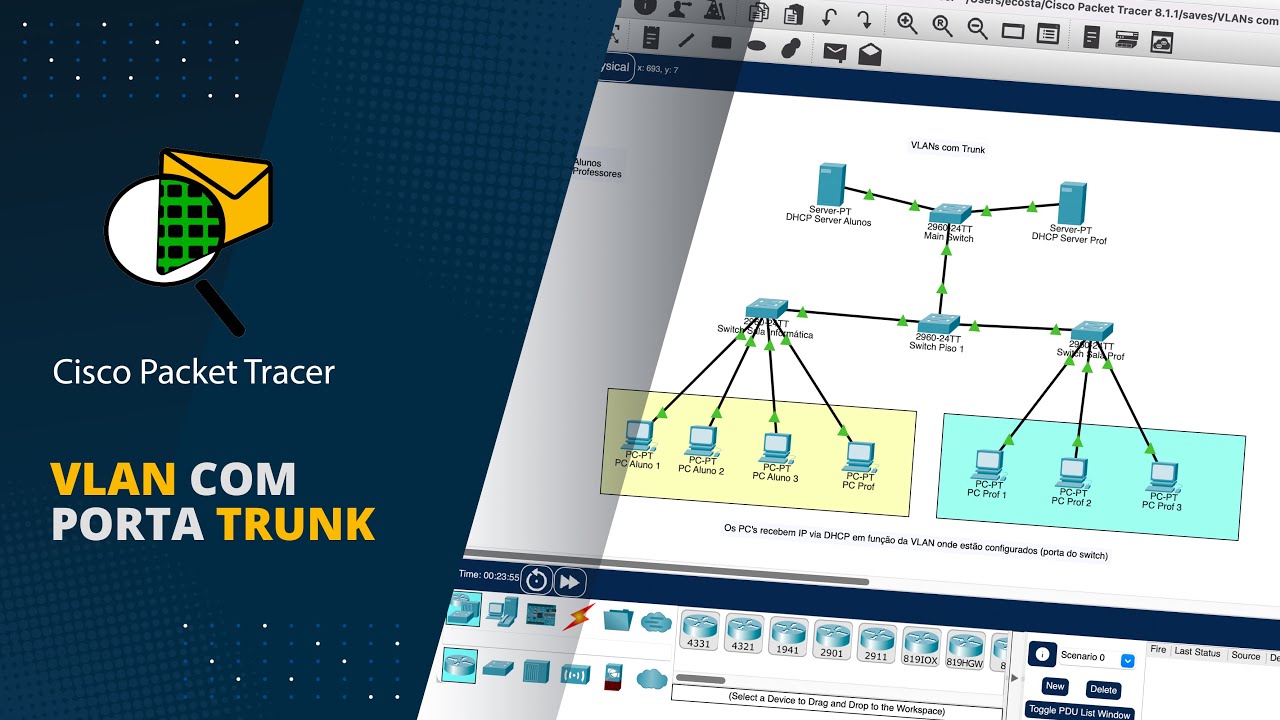 Cisco Packet Tracer
VLAN COM
PORTA TRUNK
/Users/ecosta/Cisco Packet Tracer 8.1.1/saves/VLANs com
x: 693, y: 7
Alunos
Professores
VLANs com Trunk
Server-PT
DHCP Server Alunos
2960-24TT
Main Switch
Server-PT
DHCP Server Prof
2960-24TT
Switch Sala Informática
2960-24TT
Switch Piso 1
2960-24TT
Switch Sala Prof
PC-PT
PC Aluno 1
PC-PT
PC Aluno 2
PC-PT
PC Aluno 3
PC-PT
PC Prof
PC-PT
PC Prof 1
PC-PT
PC Prof 2
PC-PT
PC Prof 3
Os PC's recebem IP via DHCP em função da VLAN onde estão configurados (porta do switch)
Time: 00:23:55
4331
4321
1941
2901
2911
819IOX
819HGW
(Select a Device to Drag and Drop to the Workspace)
Scenario 0
New
Delete
Toggle PDU List Window
Fire
Last Status
Source